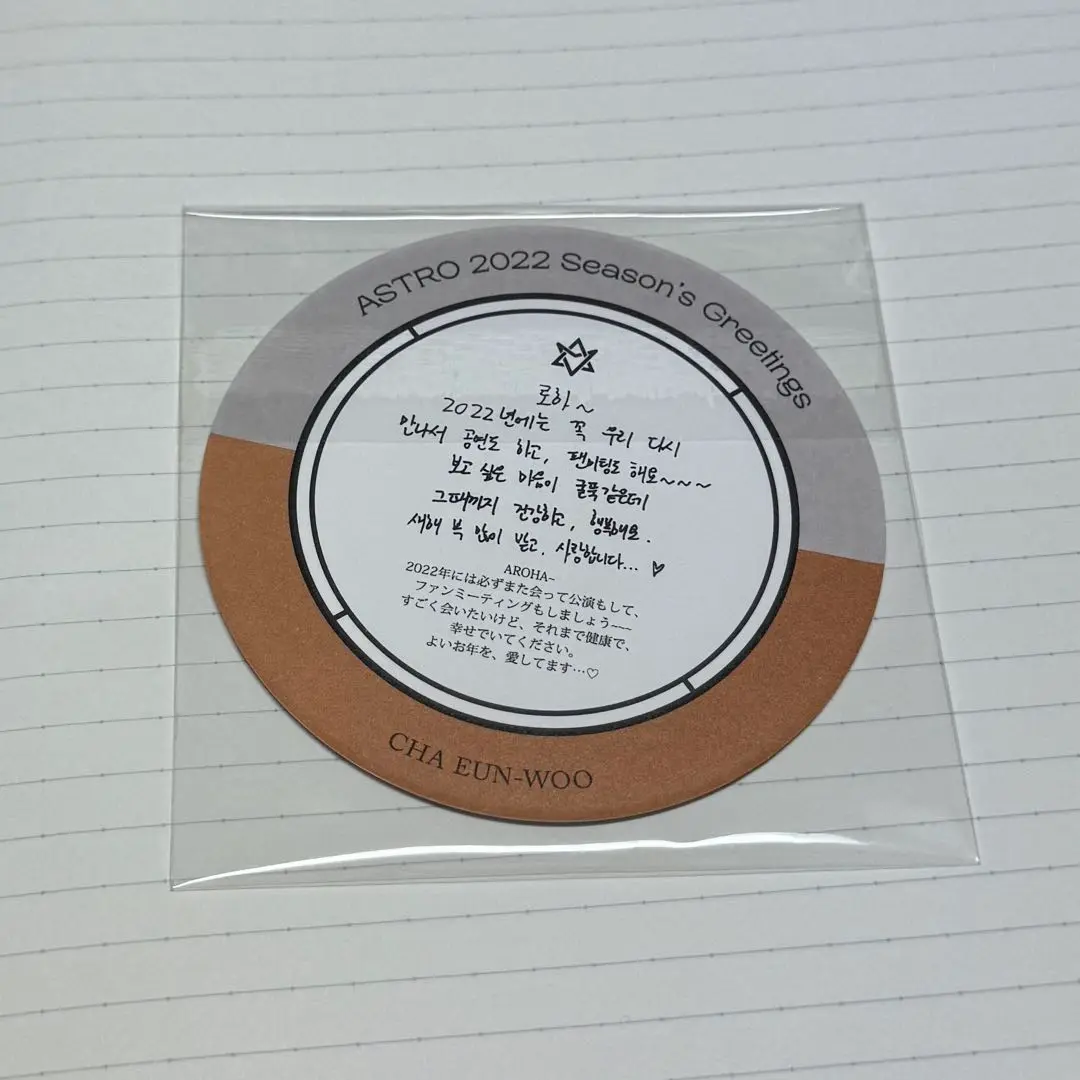 ASTRO 2022 Season's Greetings
로하~
2022년에는 꼭 우리 다시
만나서 공연도 하고, 팬미팅도 해요~~~
보고 싶은 마음이 굴뚝같은데
그때까지 건강하고, 행복해요.
새해 복 많이 받고, 사랑합니다... ♡
AROHA~
2022年には必ずまた会って公演もして、
ファンミーティングもしましょう~~~
すごく会いたいけど、それまで健康で、
幸せでいてください。
よいお年を、愛してます…♡
CHA EUN-WOO